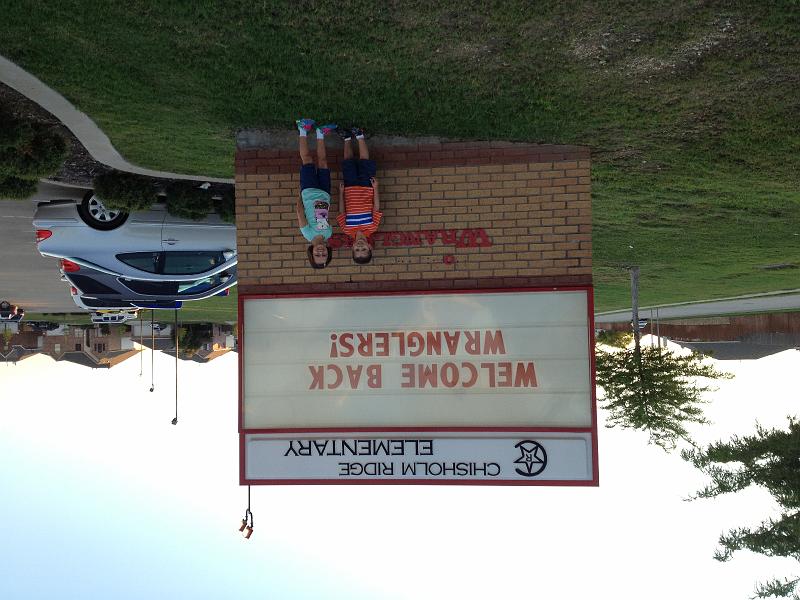 CHISHOLM RIDGE
ELEMENTARY
WELCOME BACK
WRANGLERS!
WRANGLERS